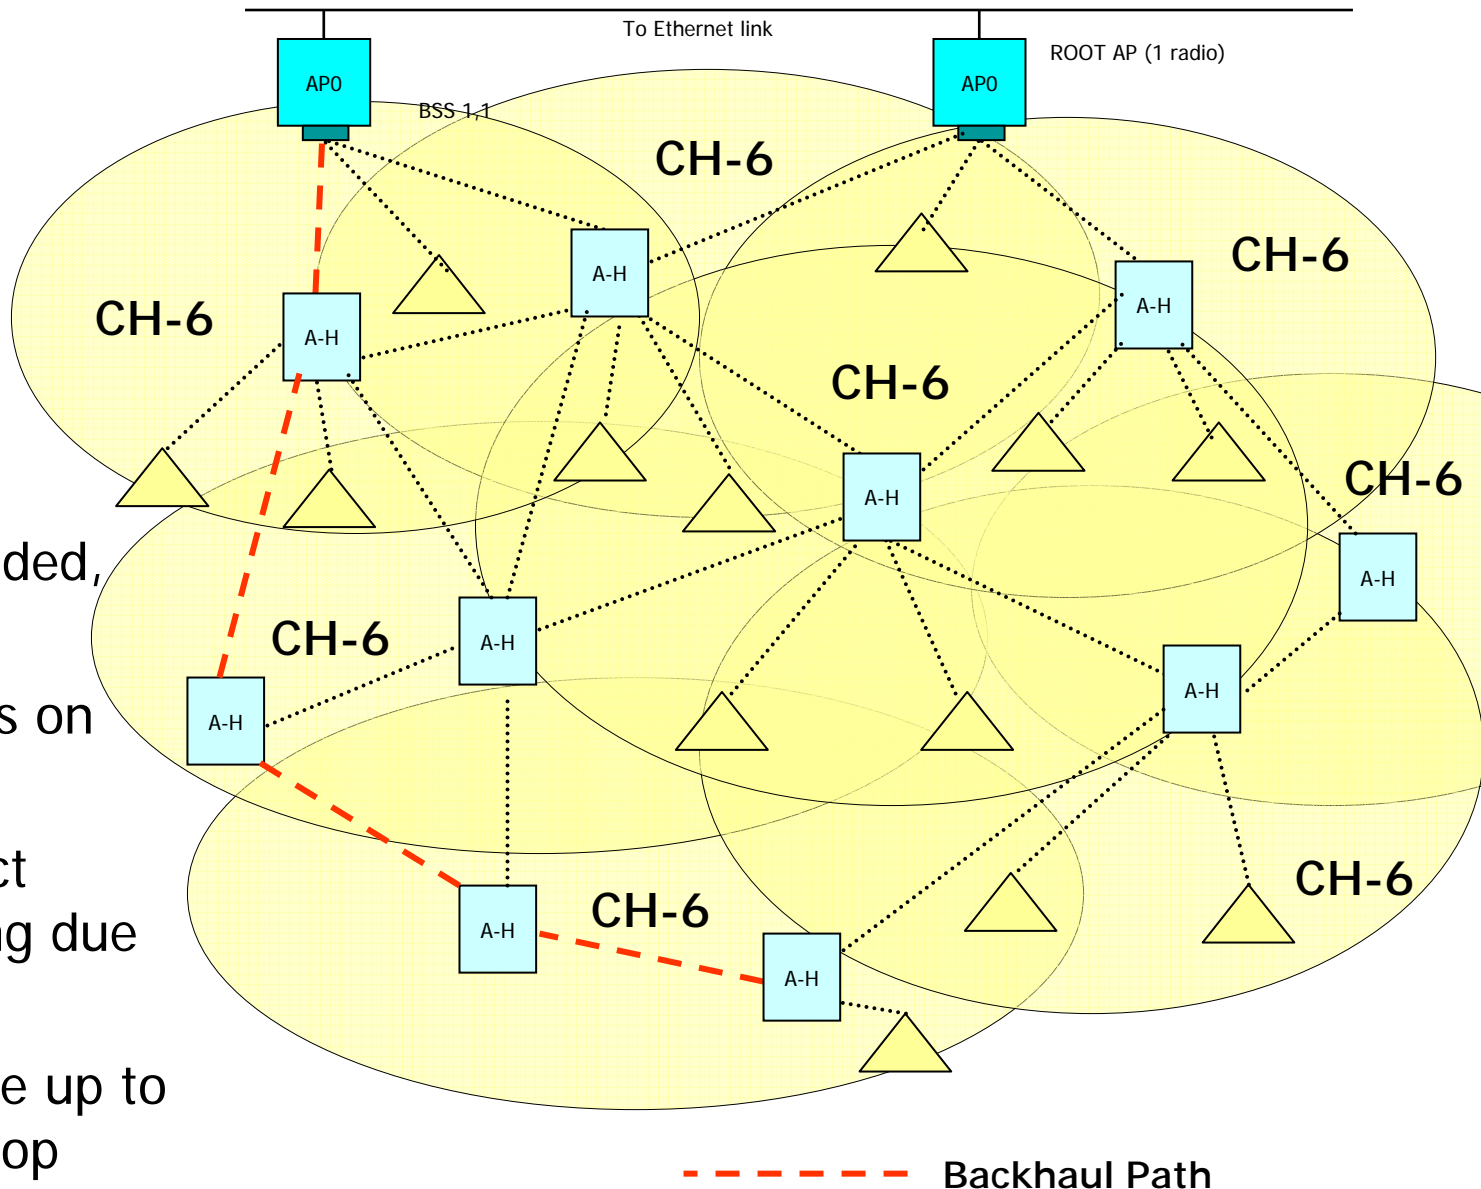 To Ethernet link
ROOT AP (1 radio)
AP0
AP0
BSS 1,1
CH-6
CH-6
A-H
A-H
CH-6
A-H
A-H
CH-6
CH-6
A-H
ded,
A-H
CH-6
A-H
A-H
s on
A-H
ct
CH-6
CH-6
g due
A-H
A-H
e up to
op
Backhaul Path